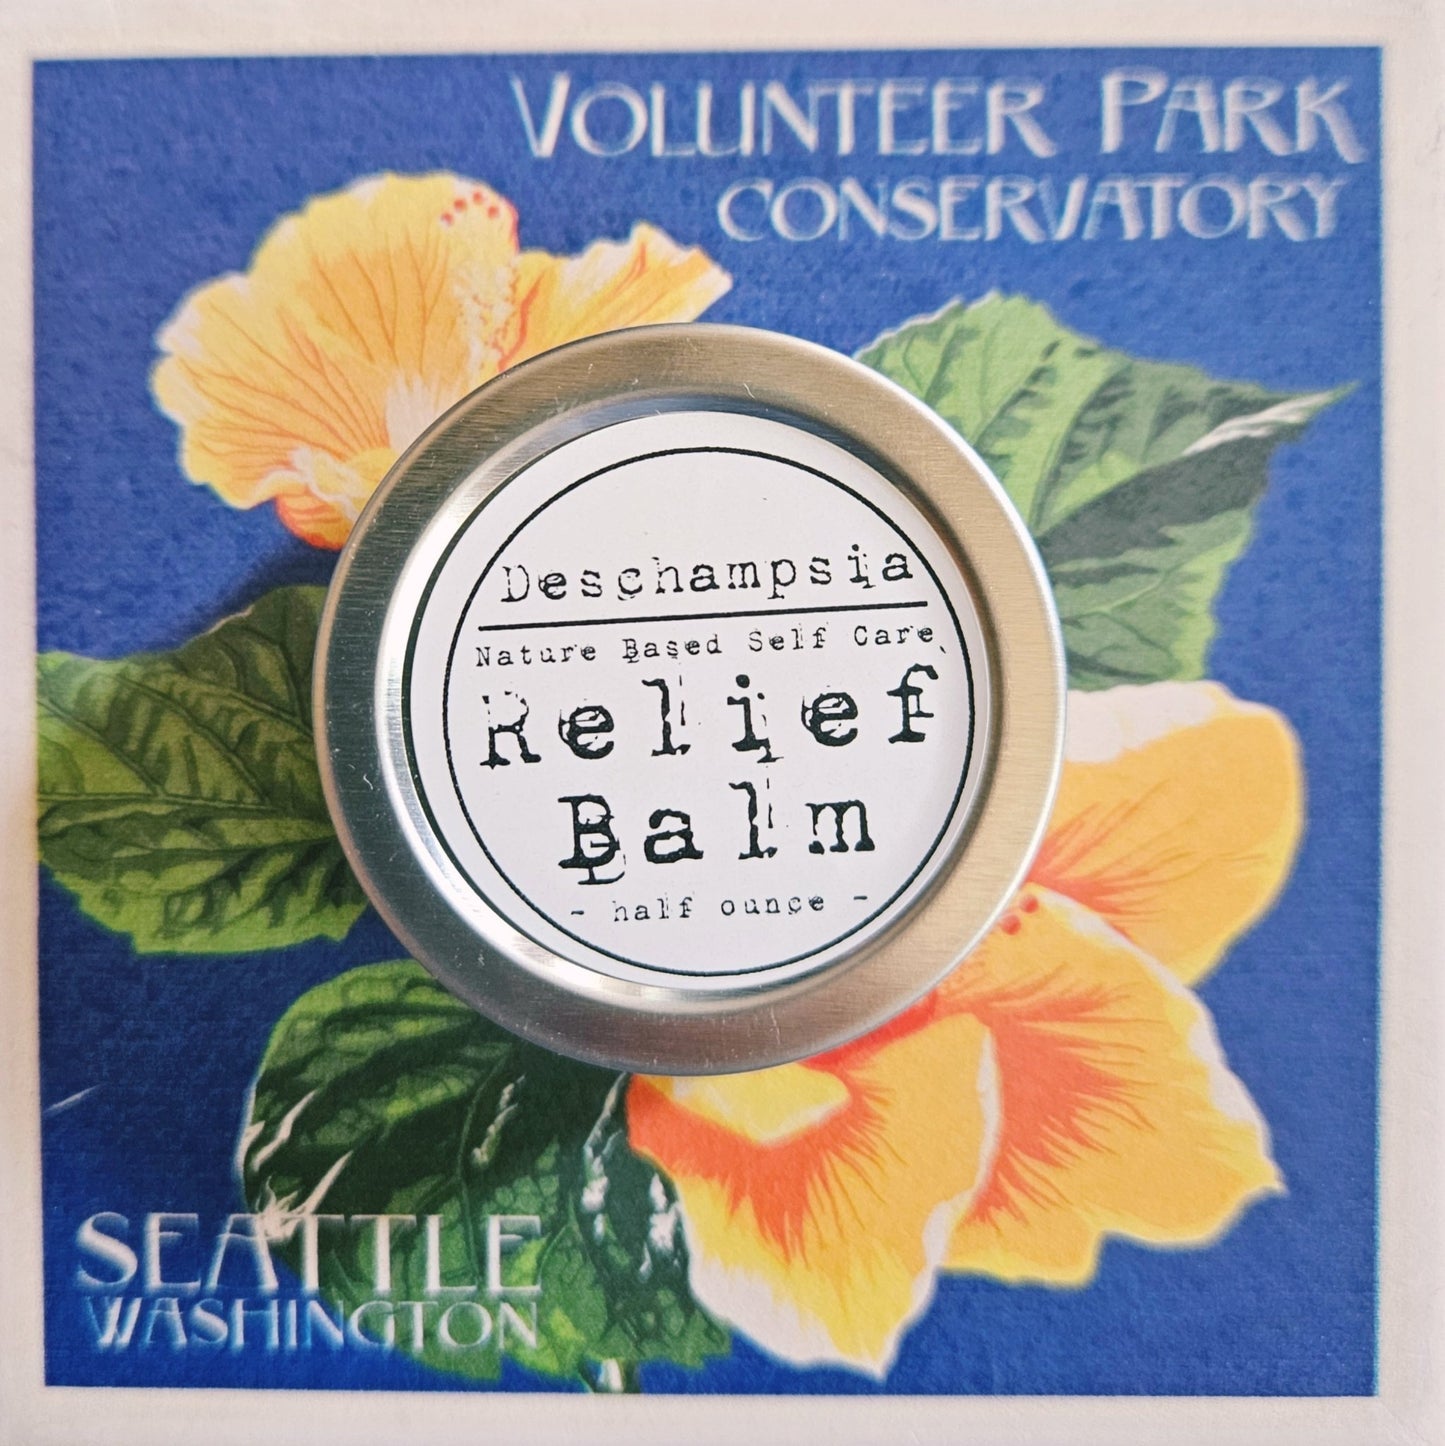 VOLUNTEER PARK
CONSERVATORY
Deschampsia
Nature Based Self Care
Relief
Balm
- half ounce -
SEATTLE
WASHINGTON